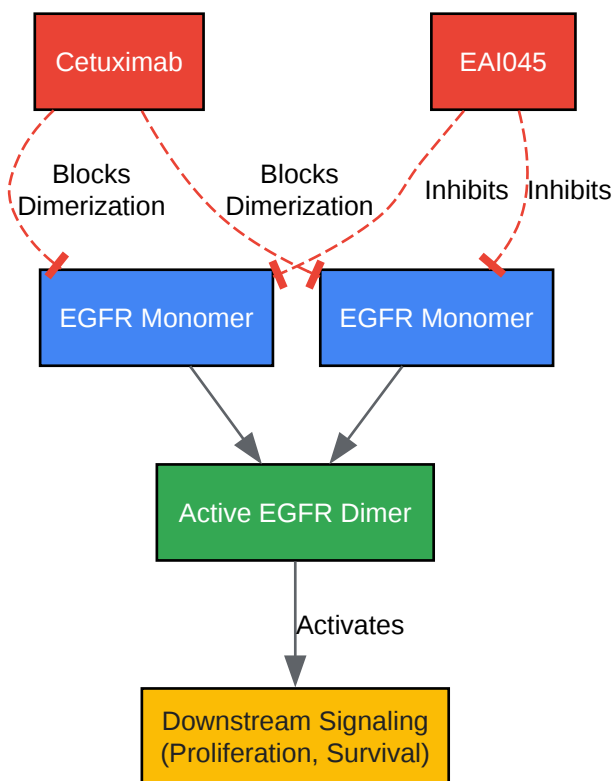 Cetuximab
EAI045
Blocks
Dimerization
Blocks
Dimerization
Inhibits
Inhibits
EGFR Monomer
EGFR Monomer
Active EGFR Dimer
Activates
Downstream Signaling
(Proliferation, Survival)